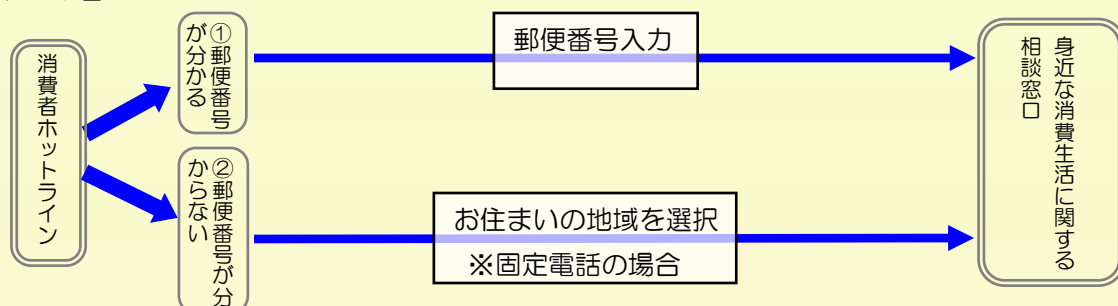 消費者ホットライン
①郵便番号
が分かる
郵便番号入力
②郵便番号が分
からない
お住まいの地域を選択
※固定電話の場合
身近な消費生活に関する
相談窓口